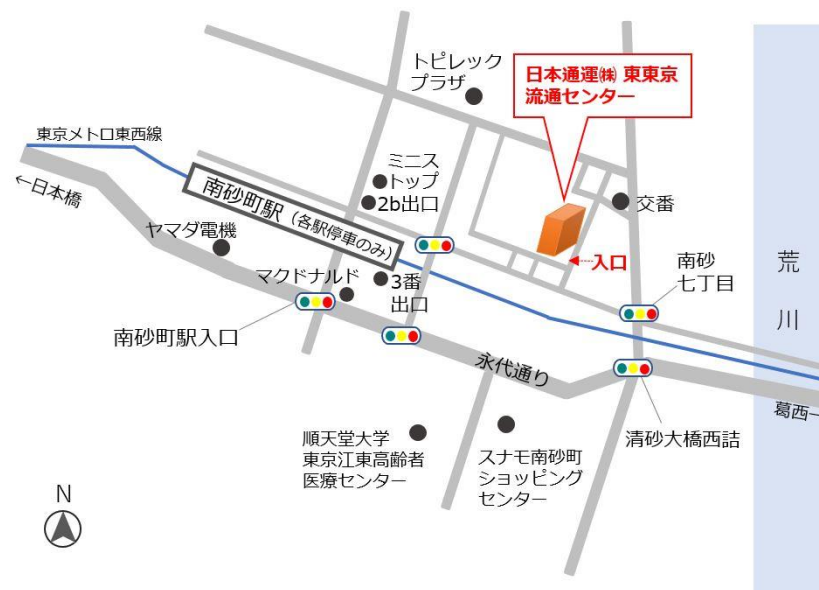 トピレック
プラザ
日本通運㈱ 東東京
流通センター
東京メトロ東西線
←日本橋
南砂町駅（各駅停車のみ）
ミニス
トップ
2b出口
交番
ヤマダ電機
マクドナルド
3番
出口
入口
南砂
七丁目
荒川
南砂町駅入口
永代通り
葛西→
清砂大橋西詰
順天堂大学
東京江東高齢者
医療センター
スナモ南砂町
ショッピング
センター
N